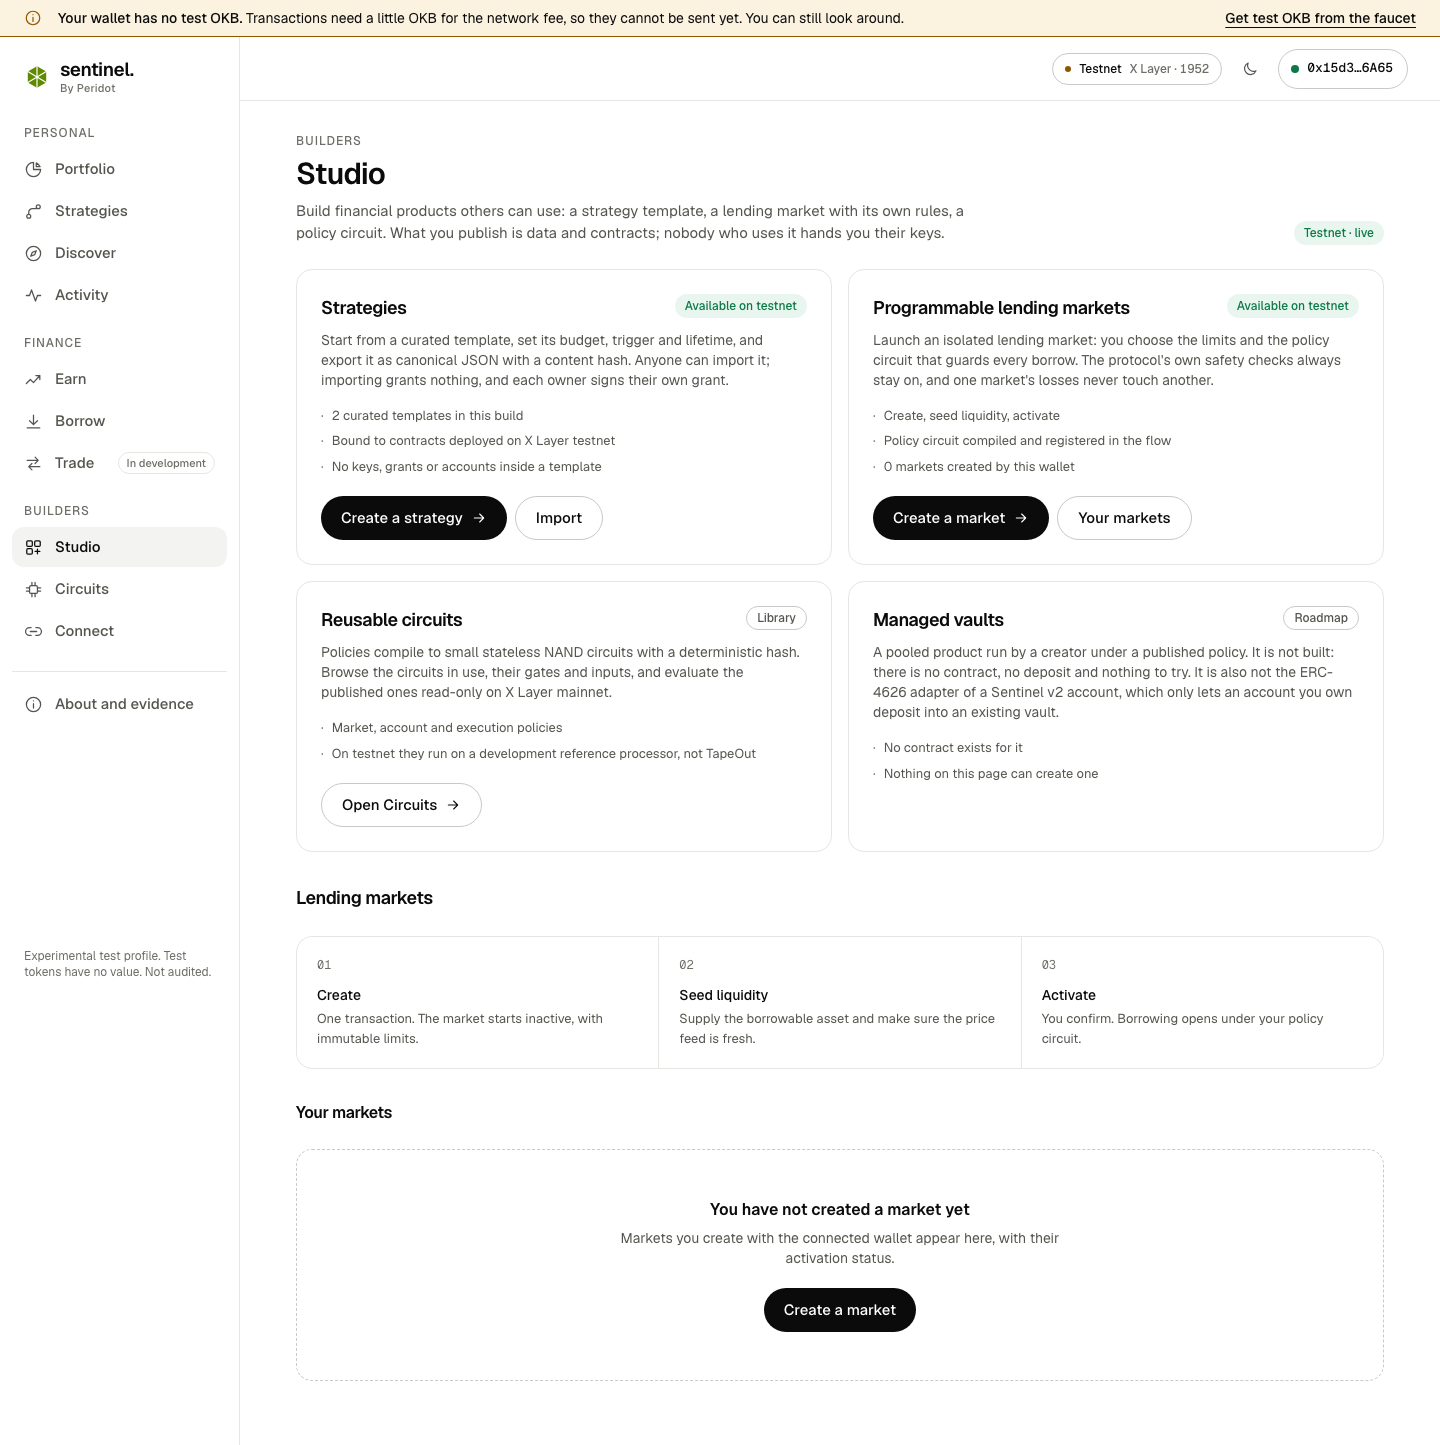 Your wallet has no test OKB. Transactions need a little OKB for the network fee, so they cannot be sent yet. You can still look around.
Get test OKB from the faucet
sentinel.
By Peridot
Testnet X Layer · 1952
0x15d3…6A65
PERSONAL
Portfolio
Strategies
Discover
Activity
FINANCE
Earn
Borrow
Trade
In development
BUILDERS
Studio
Circuits
Connect
About and evidence
Experimental test profile. Test
tokens have no value. Not audited.
BUILDERS
Studio
Build financial products others can use: a strategy template, a lending market with its own rules, a
policy circuit. What you publish is data and contracts; nobody who uses it hands you their keys.
Testnet · live
Strategies
Available on testnet
Start from a curated template, set its budget, trigger and lifetime, and
export it as canonical JSON with a content hash. Anyone can import it;
importing grants nothing, and each owner signs their own grant.
· 2 curated templates in this build
· Bound to contracts deployed on X Layer testnet
· No keys, grants or accounts inside a template
Create a strategy →
Import
Programmable lending markets
Available on testnet
Launch an isolated lending market: you choose the limits and the policy
circuit that guards every borrow. The protocol's own safety checks always
stay on, and one market's losses never touch another.
· Create, seed liquidity, activate
· Policy circuit compiled and registered in the flow
· 0 markets created by this wallet
Create a market →
Your markets
Reusable circuits
Library
Policies compile to small stateless NAND circuits with a deterministic hash.
Browse the circuits in use, their gates and inputs, and evaluate the
published ones read-only on X Layer mainnet.
· Market, account and execution policies
· On testnet they run on a development reference processor, not TapeOut
Open Circuits →
Managed vaults
Roadmap
A pooled product run by a creator under a published policy. It is not built:
there is no contract, no deposit and nothing to try. It is also not the ERC-
4626 adapter of a Sentinel v2 account, which only lets an account you own
deposit into an existing vault.
· No contract exists for it
· Nothing on this page can create one
Lending markets
01
Create
One transaction. The market starts inactive, with
immutable limits.
02
Seed liquidity
Supply the borrowable asset and make sure the price
feed is fresh.
03
Activate
You confirm. Borrowing opens under your policy
circuit.
Your markets
You have not created a market yet
Markets you create with the connected wallet appear here, with their
activation status.
Create a market